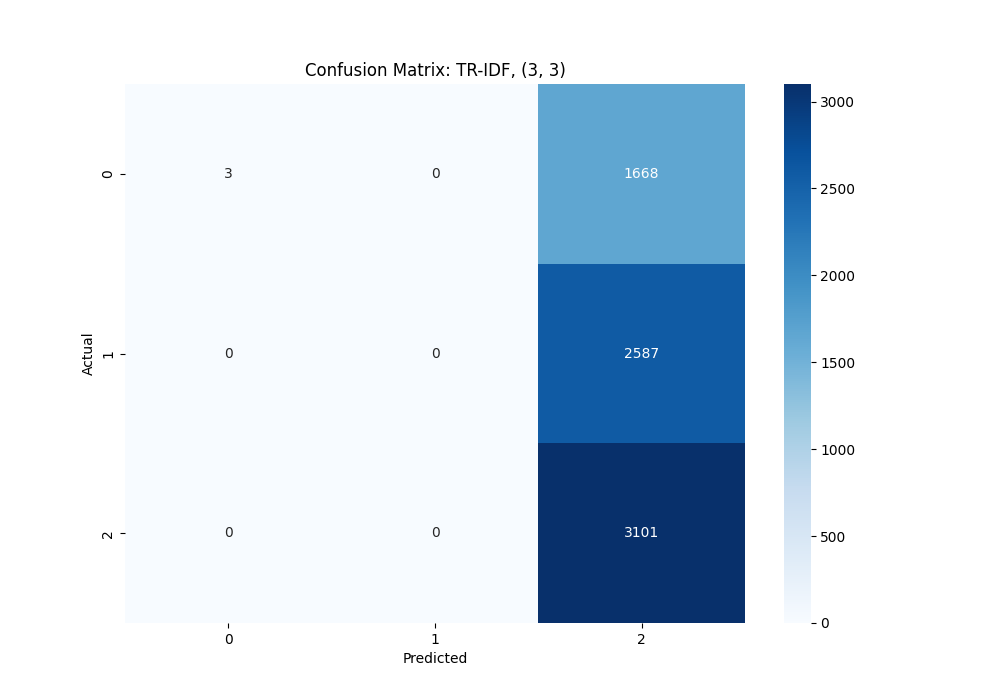 Confusion Matrix: TR-IDF, (3, 3)
3000
0 3 0 1668
2500
2000
Actual
1 0 0 2587
1500
1000
2 0 0 3101
500
0
0 1 2
Predicted